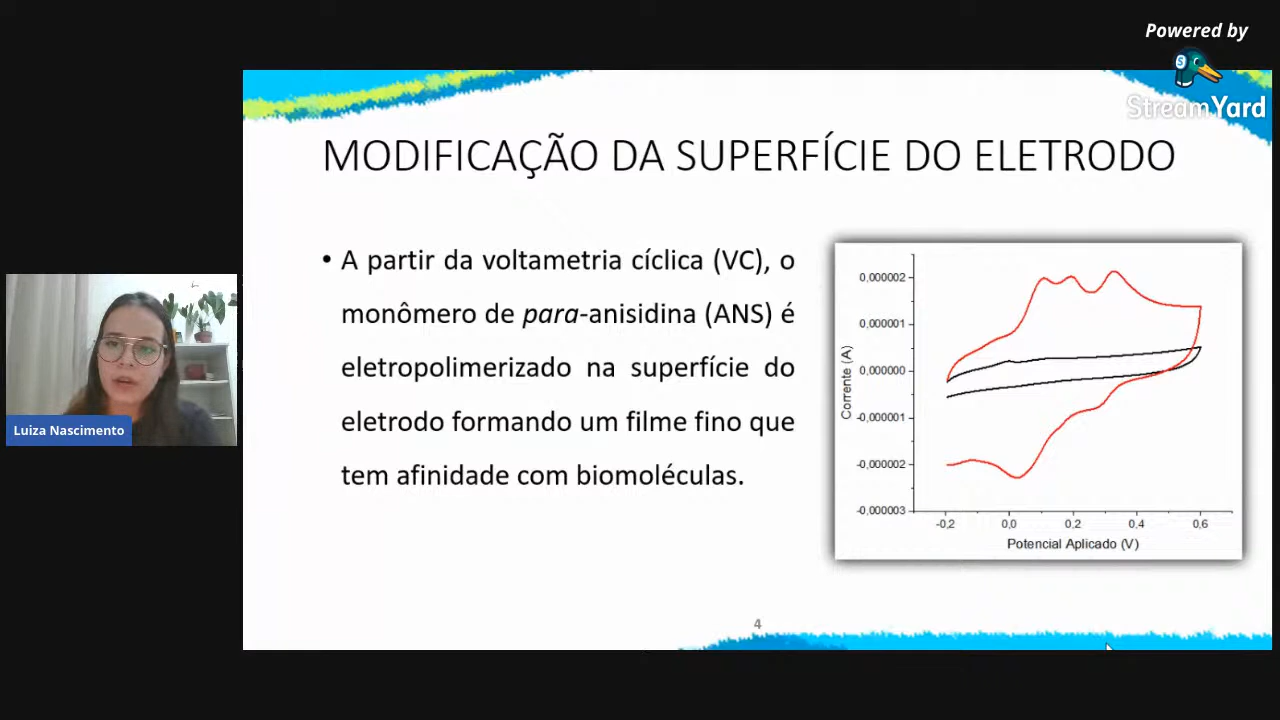 Powered by
StreamYard
MODIFICAÇÃO DA SUPERFÍCIE DO ELETRODO
• A partir da voltametria cíclica (VC), o
monômero de para-anisidina (ANS) é
eletropolimerizado na superfície do
eletrodo formando um filme fino que
tem afinidade com biomoléculas.
0,000002
0,000001
0,000000
-0,000001
-0,000002
-0,000003
Corrente (A)
-0,2 0,0 0,2 0,4 0,6
Potencial Aplicado (V)
Luiza Nascimento
4